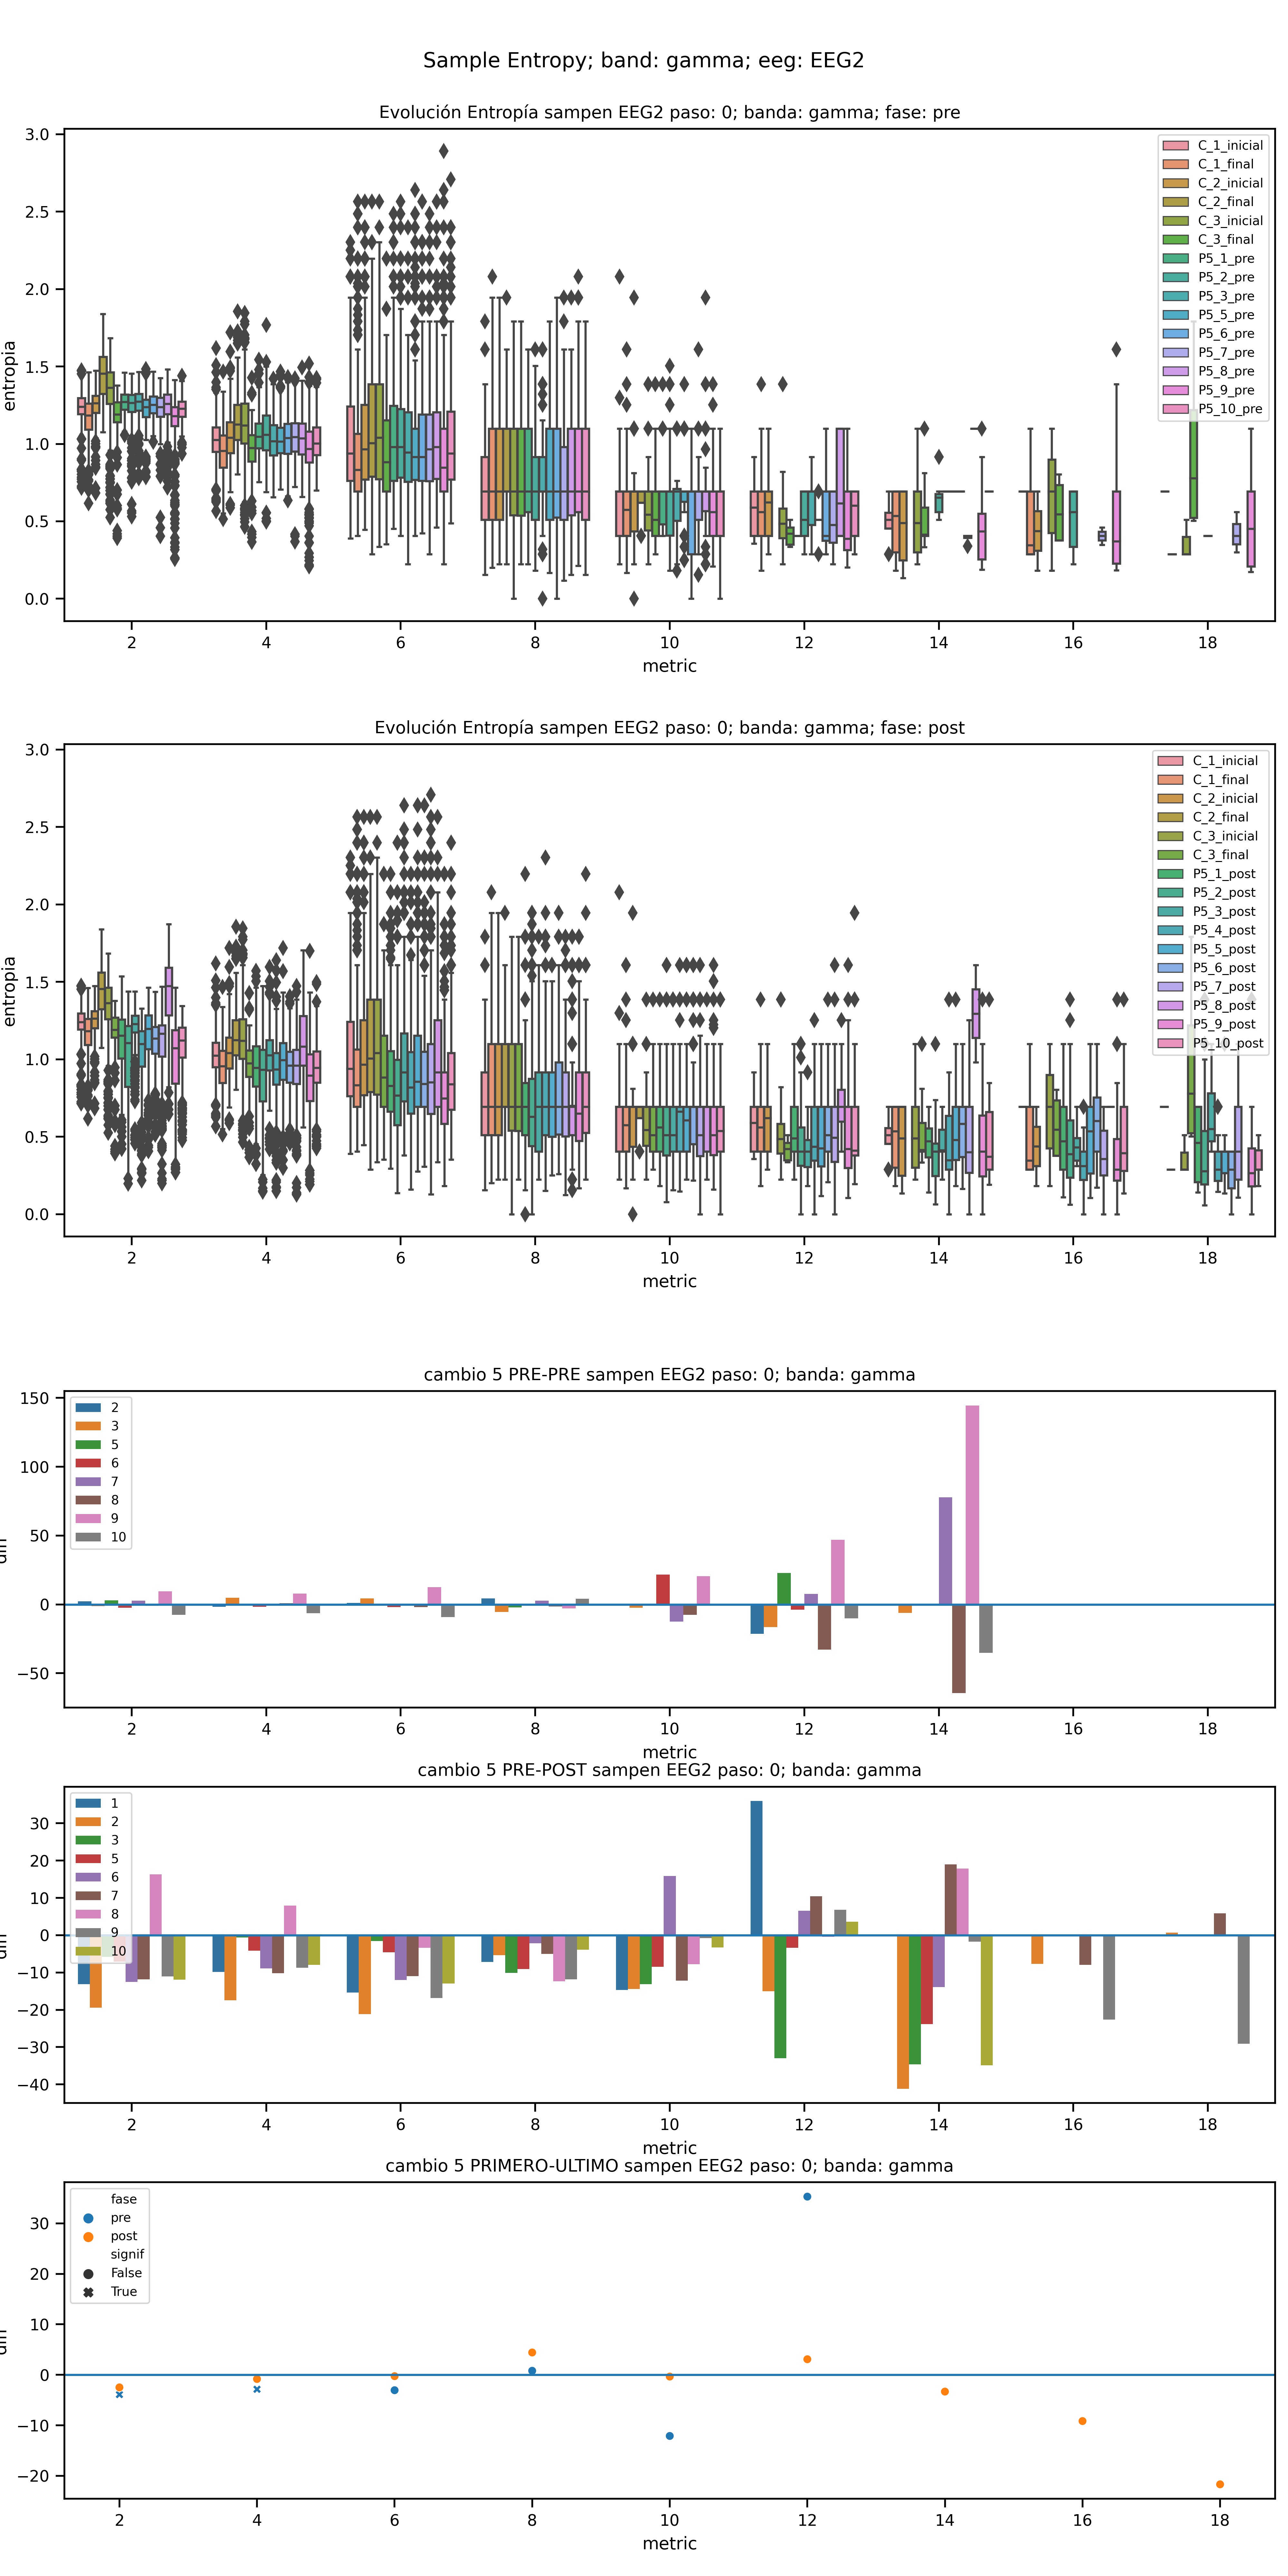 Sample Entropy; band: gamma; eeg: EEG2
Evolución Entropía sampen EEG2 paso: 0; banda: gamma; fase: pre
3.0
2.5
2.0
1.5
1.0
0.5
0.0
entropia
C_1_inicial
C_1_final
C_2_inicial
C_2_final
C_3_inicial
C_3_final
P5_1_pre
P5_2_pre
P5_3_pre
P5_5_pre
P5_6_pre
P5_7_pre
P5_8_pre
P5_9_pre
P5_10_pre
2 4 6 8 10 12 14 16 18
metric
Evolución Entropía sampen EEG2 paso: 0; banda: gamma; fase: post
3.0
2.5
2.0
1.5
1.0
0.5
0.0
entropia
C_1_inicial
C_1_final
C_2_inicial
C_2_final
C_3_inicial
C_3_final
P5_1_post
P5_2_post
P5_3_post
P5_4_post
P5_5_post
P5_6_post
P5_7_post
P5_8_post
P5_9_post
P5_10_post
2 4 6 8 10 12 14 16 18
metric
cambio 5 PRE-PRE sampen EEG2 paso: 0; banda: gamma
150
100
50
0
−50
2
3
5
6
7
8
9
10
2 4 6 8 10 12 14 16 18
metric
cambio 5 PRE-POST sampen EEG2 paso: 0; banda: gamma
30
20
10
0
−10
−20
−30
−40
1
2
3
5
6
7
8
9
10
2 4 6 8 10 12 14 16 18
metric
cambio 5 PRIMERO-ULTIMO sampen EEG2 paso: 0; banda: gamma
30
20
10
0
−10
−20
fase
pre
post
signif
False
True
2 4 6 8 10 12 14 16 18
metric